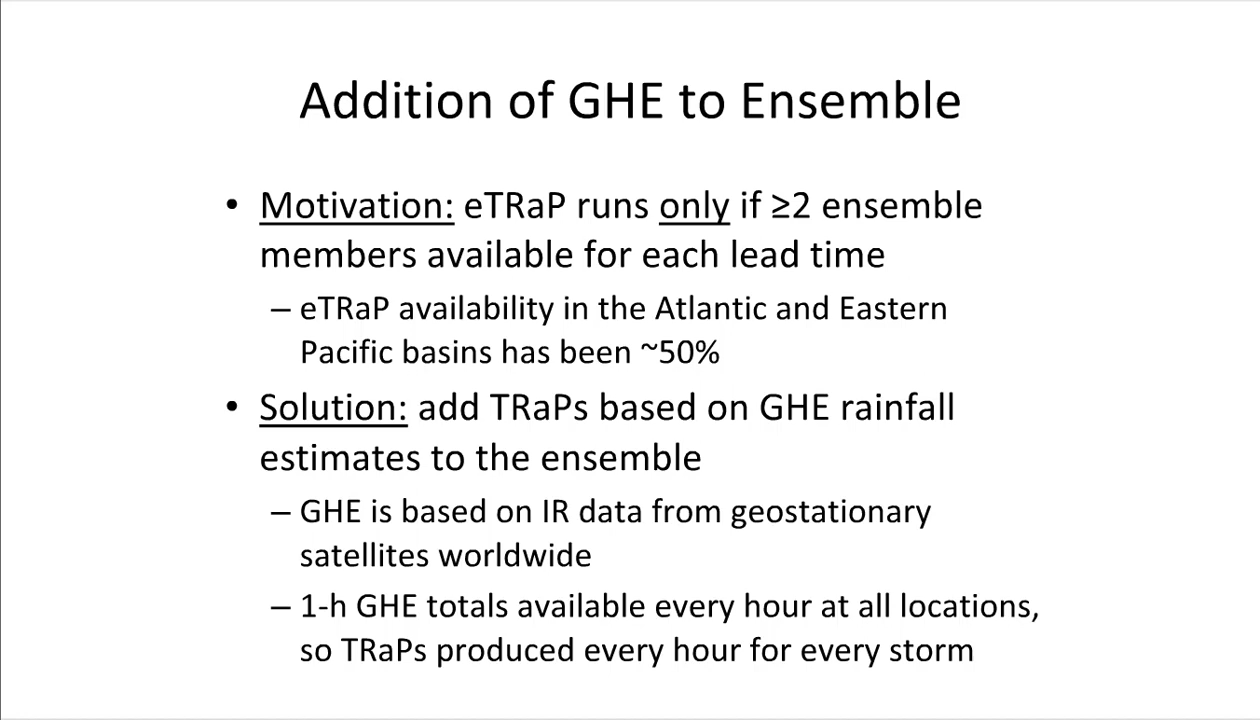 Addition of GHE to Ensemble
• Motivation: eTRaP runs only if ≥2 ensemble
members available for each lead time
– eTRaP availability in the Atlantic and Eastern
Pacific basins has been ~50%
• Solution: add TRaPs based on GHE rainfall
estimates to the ensemble
– GHE is based on IR data from geostationary
satellites worldwide
– 1-h GHE totals available every hour at all locations,
so TRaPs produced every hour for every storm